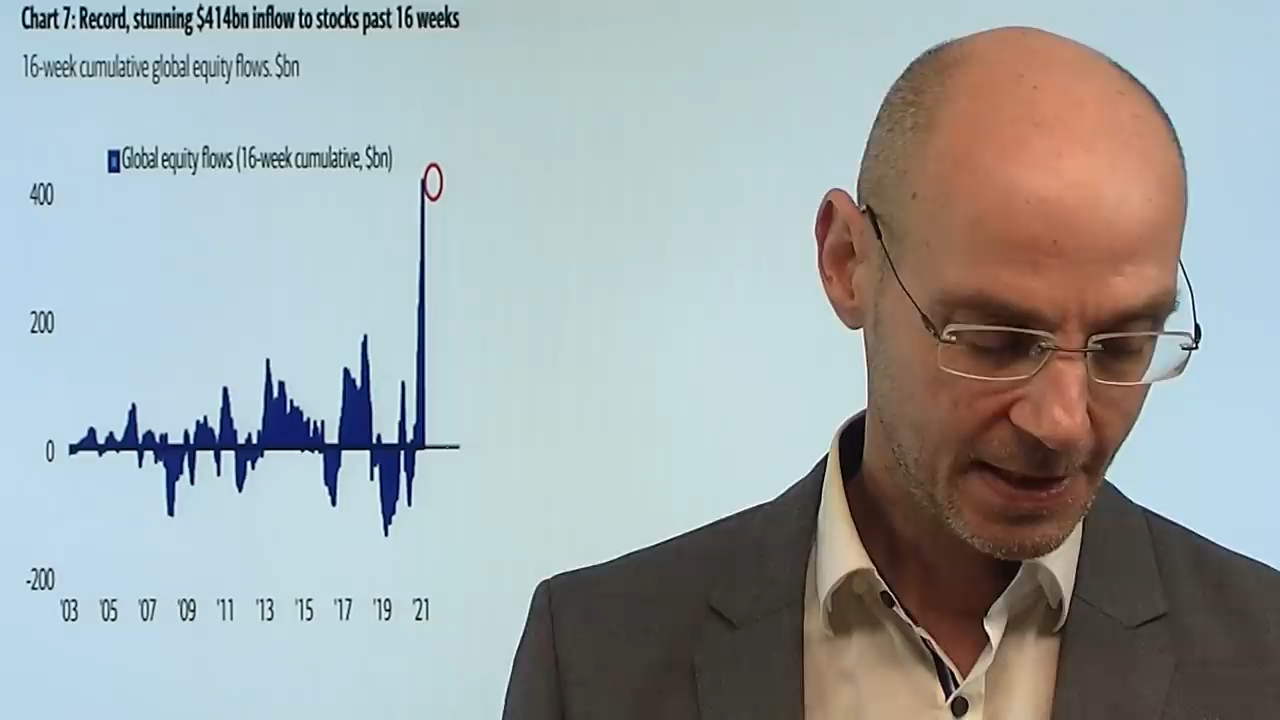 Chart 7: Record, stunning $414bn inflow to stocks past 16 weeks
16-week cumulative global equity flows. $bn
Global equity flows (16-week cumulative, $bn)
400
200
0
-200
'03 '05 '07 '09 '11 '13 '15 '17 '19 '21